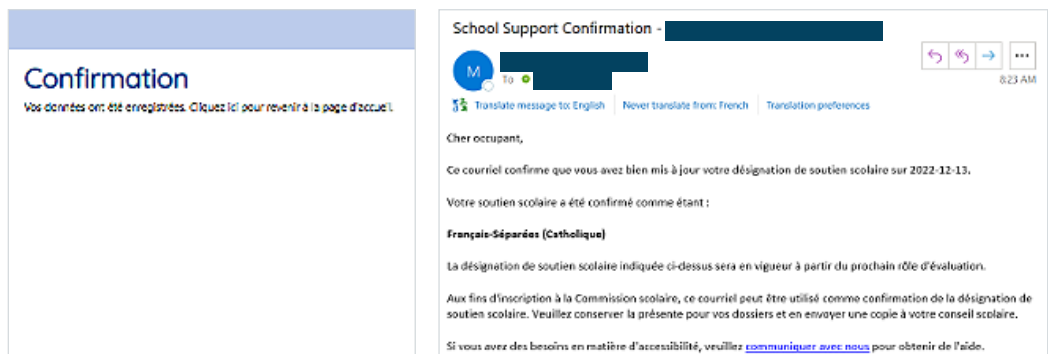 Confirmation
Vos données ont été enregistrées. Cliquez ici pour revenir à la page d'accueil.
School Support Confirmation -
M
To
8:23 AM
Translate message to: English
Never translate from: French
Translation preferences
Cher occupant,
Ce courriel confirme que vous avez bien mis à jour votre désignation de soutien scolaire sur 2022-12-13.
Votre soutien scolaire a été confirmé comme étant :
Français-Séparées (Catholique)
La désignation de soutien scolaire indiquée ci-dessus sera en vigueur à partir du prochain rôle d'évaluation.
Aux fins d'inscription à la Commission scolaire, ce courriel peut être utilisé comme confirmation de la désignation de
soutien scolaire. Veuillez conserver la présente pour vos dossiers et en envoyer une copie à votre conseil scolaire.
Si vous avez des besoins en matière d'accessibilité, veuillez communiquer avec nous pour obtenir de l'aide.